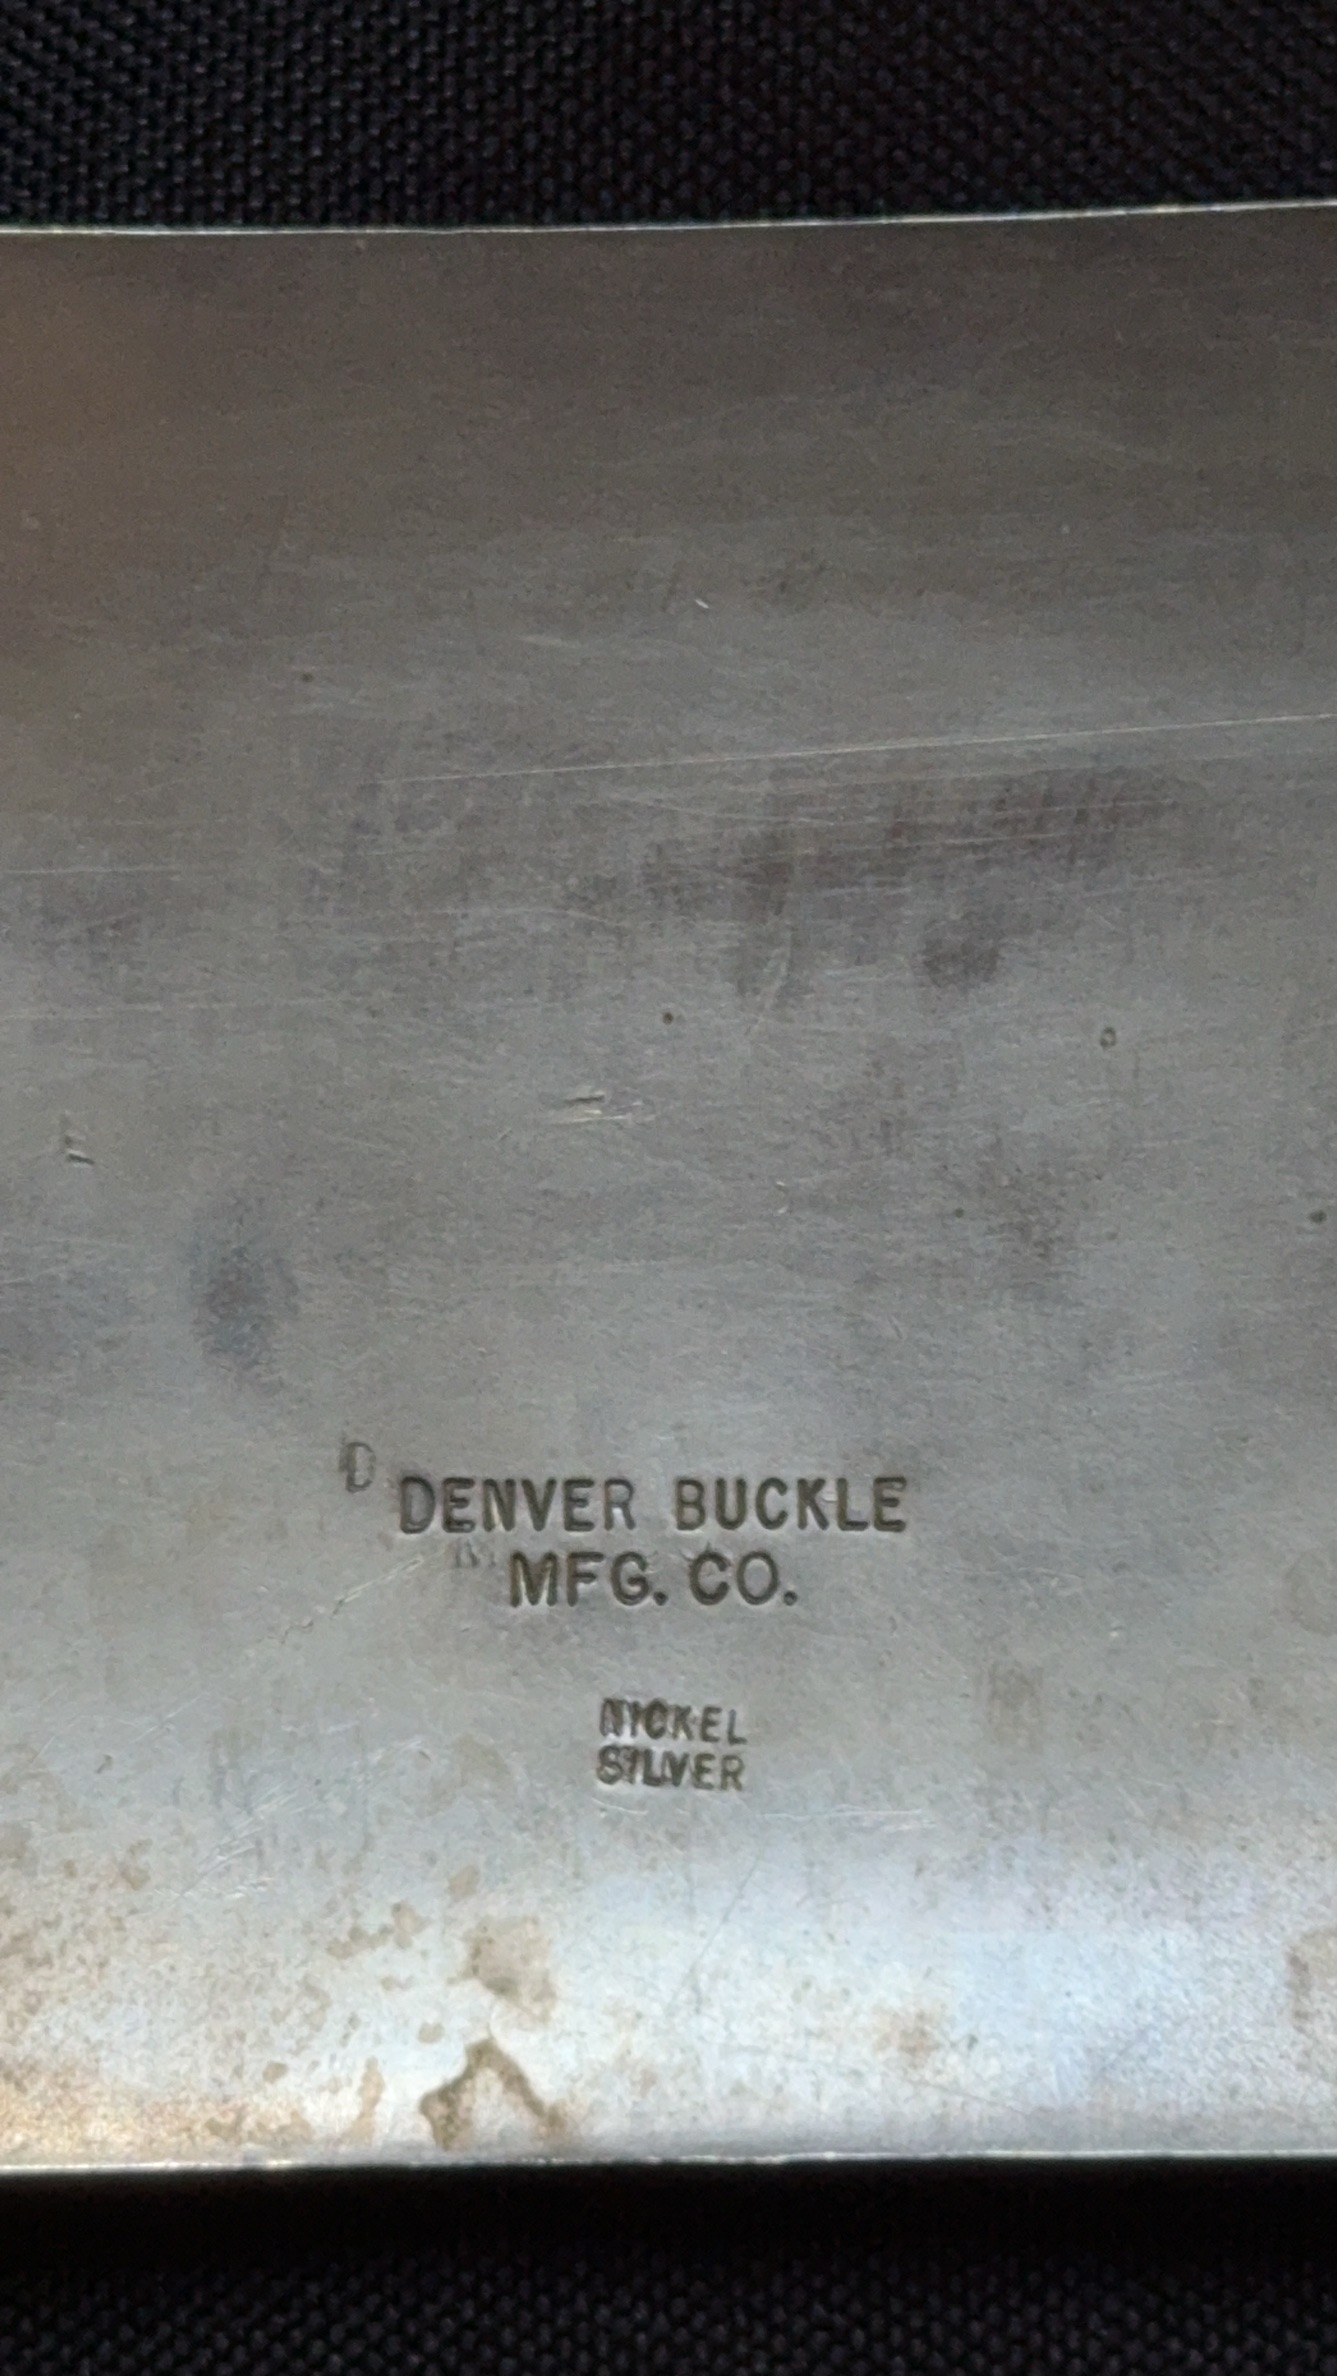 D
DENVER BUCKLE
MFG. CO.
NICKEL
SILVER